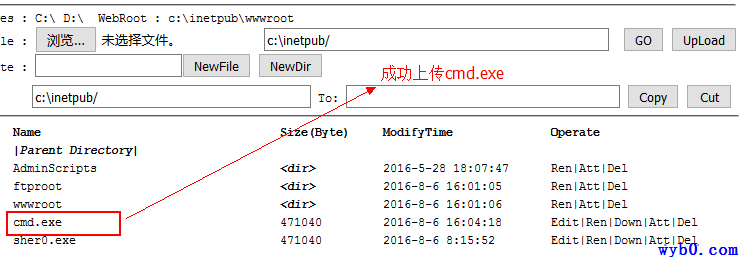 es : C:\ D:\ WebRoot : c:\inetpub\wwwroot
le : 浏览... 未选择文件。 c:\inetpub/ GO UpLoad
te : NewFile NewDir
成功上传cmd.exe
c:\inetpub/ To: Copy Cut
Name Size(Byte) ModifyTime Operate
|Parent Directory|
AdminScripts <dir> 2016-5-28 18:07:47 Ren|Att|Del
ftproot <dir> 2016-8-6 16:01:05 Ren|Att|Del
wwwroot <dir> 2016-8-6 16:01:06 Ren|Att|Del
cmd.exe 471040 2016-8-6 16:04:18 Edit|Ren|Down|Att|Del
sher0.exe 471040 2016-8-6 8:15:52 Edit|Ren|Down|Att|Del
wyb0.com